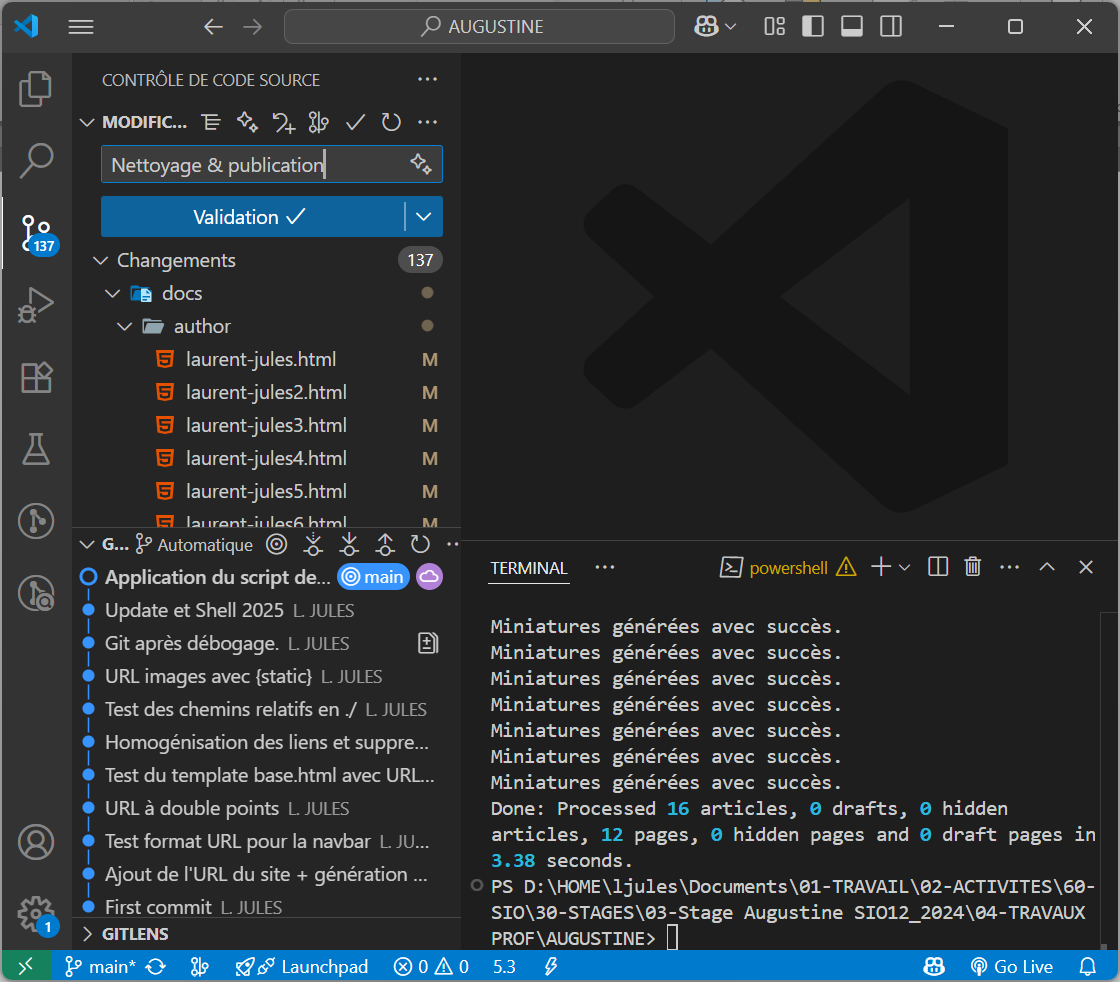 AUGUSTINE
CONTRÔLE DE CODE SOURCE
MODIFIC...
Nettoyage & publication
Validation
137
Changements 137
docs
author
laurent-jules.html M
laurent-jules2.html M
laurent-jules3.html M
laurent-jules4.html M
laurent-jules5.html M
laurent-jules6.html M
G... Automatique
Application du script de... main
Update et Shell 2025 L. JULES
Git après débogage. L. JULES
URL images avec {static} L. JULES
Test des chemins relatifs en ./ L. JULES
Homogénisation des liens et suppre...
Test du template base.html avec URL...
URL à double points L. JULES
Test format URL pour la navbar L. JU...
Ajout de l'URL du site + génération ...
First commit L. JULES
GITLENS
1
TERMINAL
powershell
Miniatures générées avec succès.
Miniatures générées avec succès.
Miniatures générées avec succès.
Miniatures générées avec succès.
Miniatures générées avec succès.
Miniatures générées avec succès.
Miniatures générées avec succès.
Done: Processed 16 articles, 0 drafts, 0 hidden
articles, 12 pages, 0 hidden pages and 0 draft pages in
3.38 seconds.
PS D:\HOME\ljules\Documents\01-TRAVAIL\02-ACTIVITES\60-
SIO\30-STAGES\03-Stage Augustine SIO12_2024\04-TRAVAUX
PROF\AUGUSTINE>
main* Launchpad 0 0 5.3 Go Live